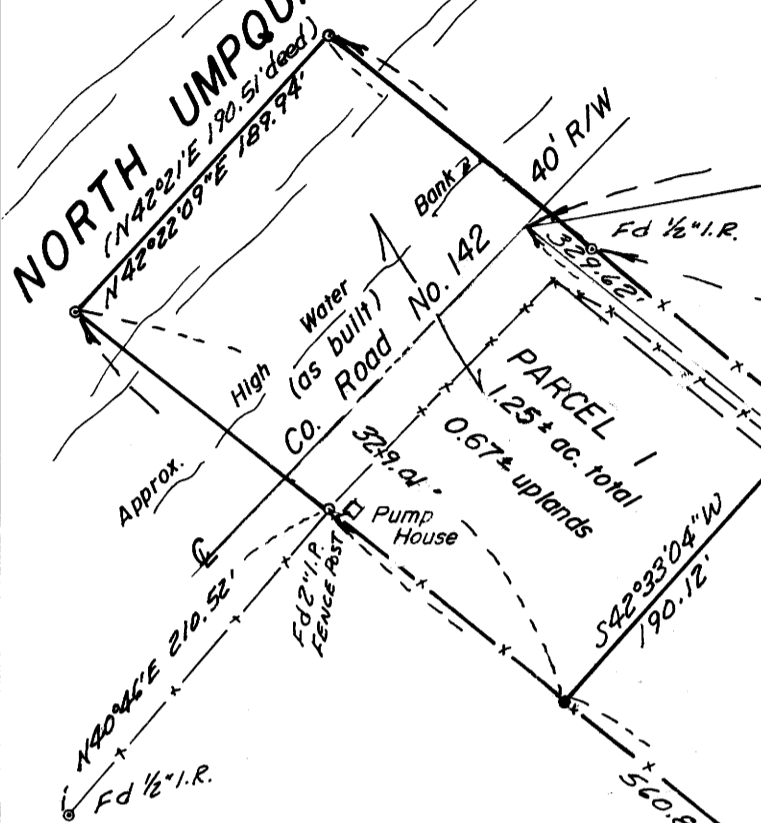 NORTH UMPQU
(N42°21'E 190.51'deed)
N42°22'09"E 189.94'
Bank
40' R/W
Fd 1/2" I.R.
329.62'
High Water
(as built)
Co. Road No. 142
Approx.
PARCEL 1
1.25± ac. total
0.67± uplands
329.01'
Pump
House
℄
Fd 2" I.P.
FENCE POST
S42°33'04"W
190.12'
N40°46'E 210.52'
Fd 1/2" I.R.
560.8